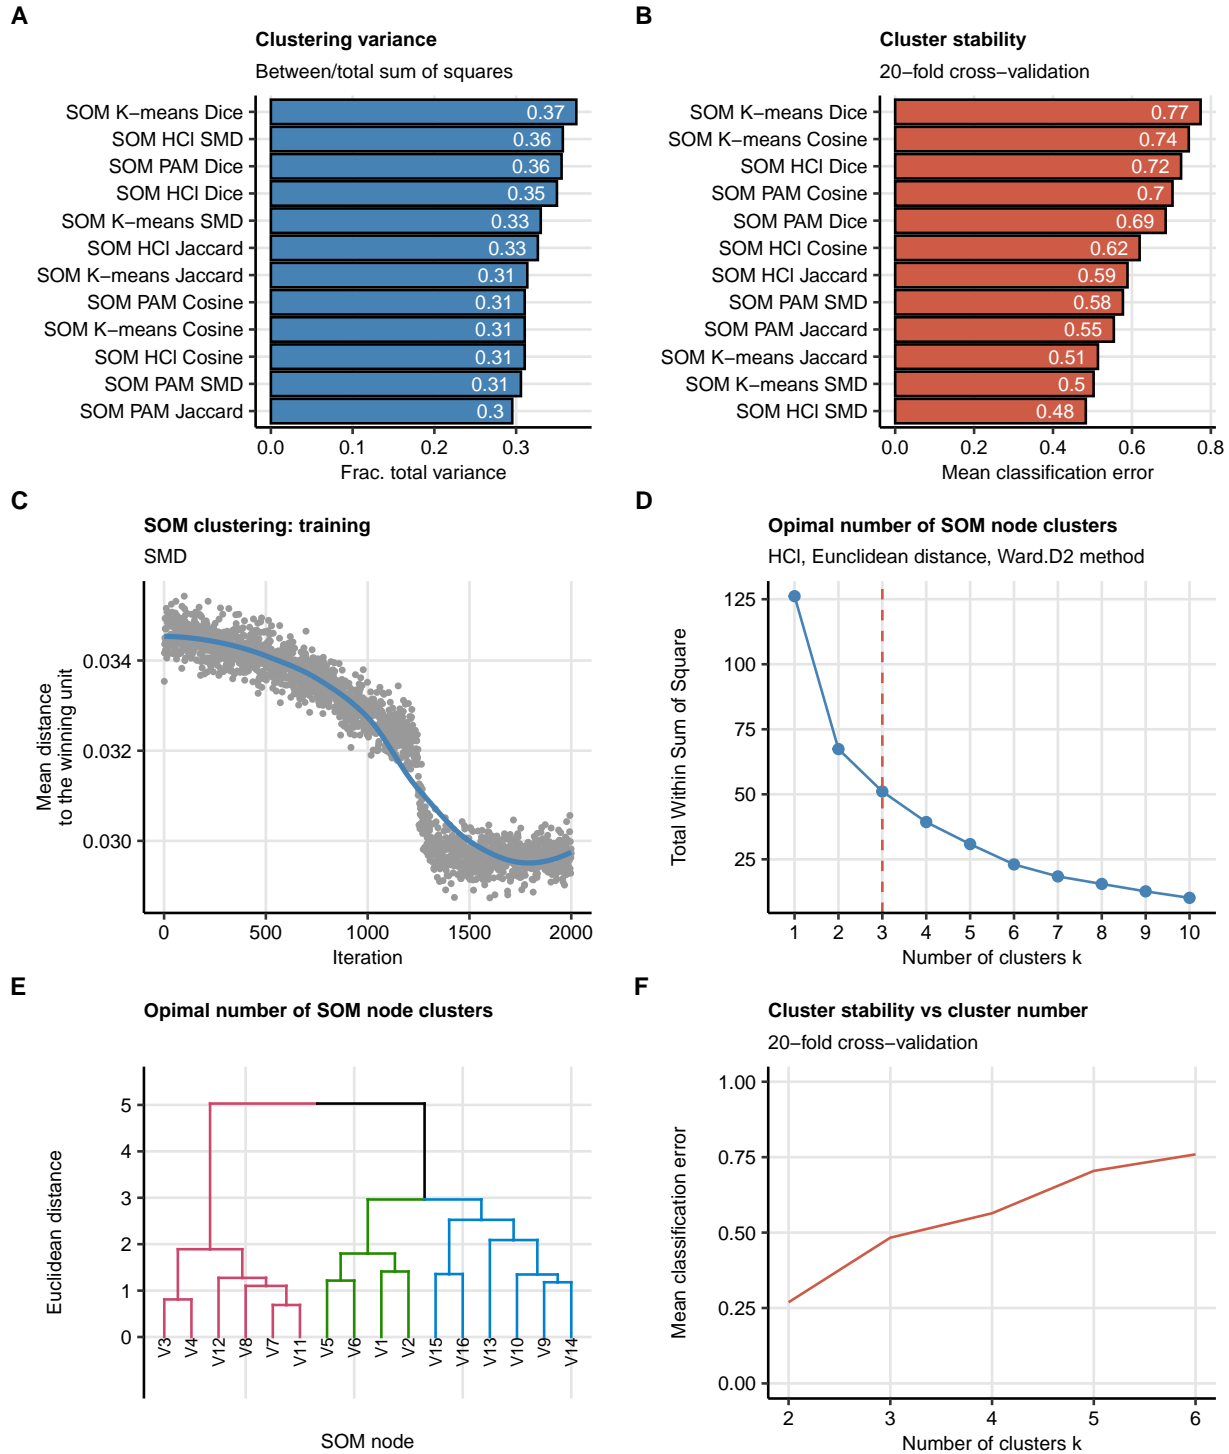 A
Clustering variance
Between/total sum of squares
SOM K−means Dice 0.37
SOM HCl SMD 0.36
SOM PAM Dice 0.36
SOM HCl Dice 0.35
SOM K−means SMD 0.33
SOM HCl Jaccard 0.33
SOM K−means Jaccard 0.31
SOM PAM Cosine 0.31
SOM K−means Cosine 0.31
SOM HCl Cosine 0.31
SOM PAM SMD 0.31
SOM PAM Jaccard 0.3
0.0 0.1 0.2 0.3
Frac. total variance
B
Cluster stability
20−fold cross−validation
SOM K−means Dice 0.77
SOM K−means Cosine 0.74
SOM HCl Dice 0.72
SOM PAM Cosine 0.7
SOM PAM Dice 0.69
SOM HCl Cosine 0.62
SOM HCl Jaccard 0.59
SOM PAM SMD 0.58
SOM PAM Jaccard 0.55
SOM K−means Jaccard 0.51
SOM K−means SMD 0.5
SOM HCl SMD 0.48
0.0 0.2 0.4 0.6 0.8
Mean classification error
C
SOM clustering: training
SMD
Mean distance
to the winning unit
0.034
0.032
0.030
0 500 1000 1500 2000
Iteration
D
Opimal number of SOM node clusters
HCl, Eunclidean distance, Ward.D2 method
Total Within Sum of Square
125
100
75
50
25
1 2 3 4 5 6 7 8 9 10
Number of clusters k
E
Opimal number of SOM node clusters
Euclidean distance
5
4
3
2
1
0
V3 V4 V12 V8 V7 V11 V5 V6 V1 V2 V15 V16 V13 V10 V9 V14
SOM node
F
Cluster stability vs cluster number
20−fold cross−validation
Mean classification error
1.00
0.75
0.50
0.25
0.00
2 3 4 5 6
Number of clusters k